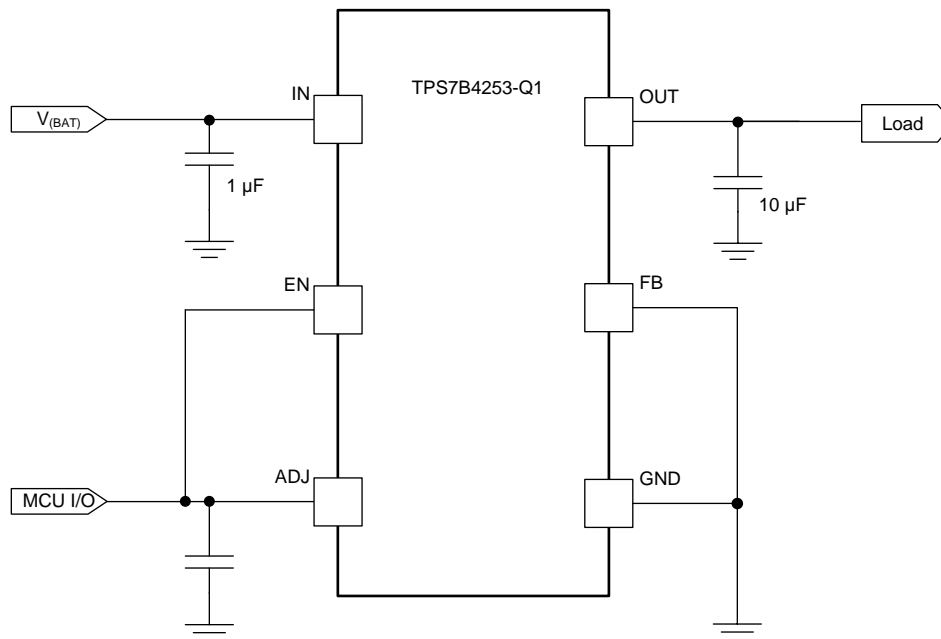 TPS7B4253-Q1
IN
OUT
V(BAT)
Load
1 µF
10 µF
EN
FB
ADJ
GND
MCU I/O